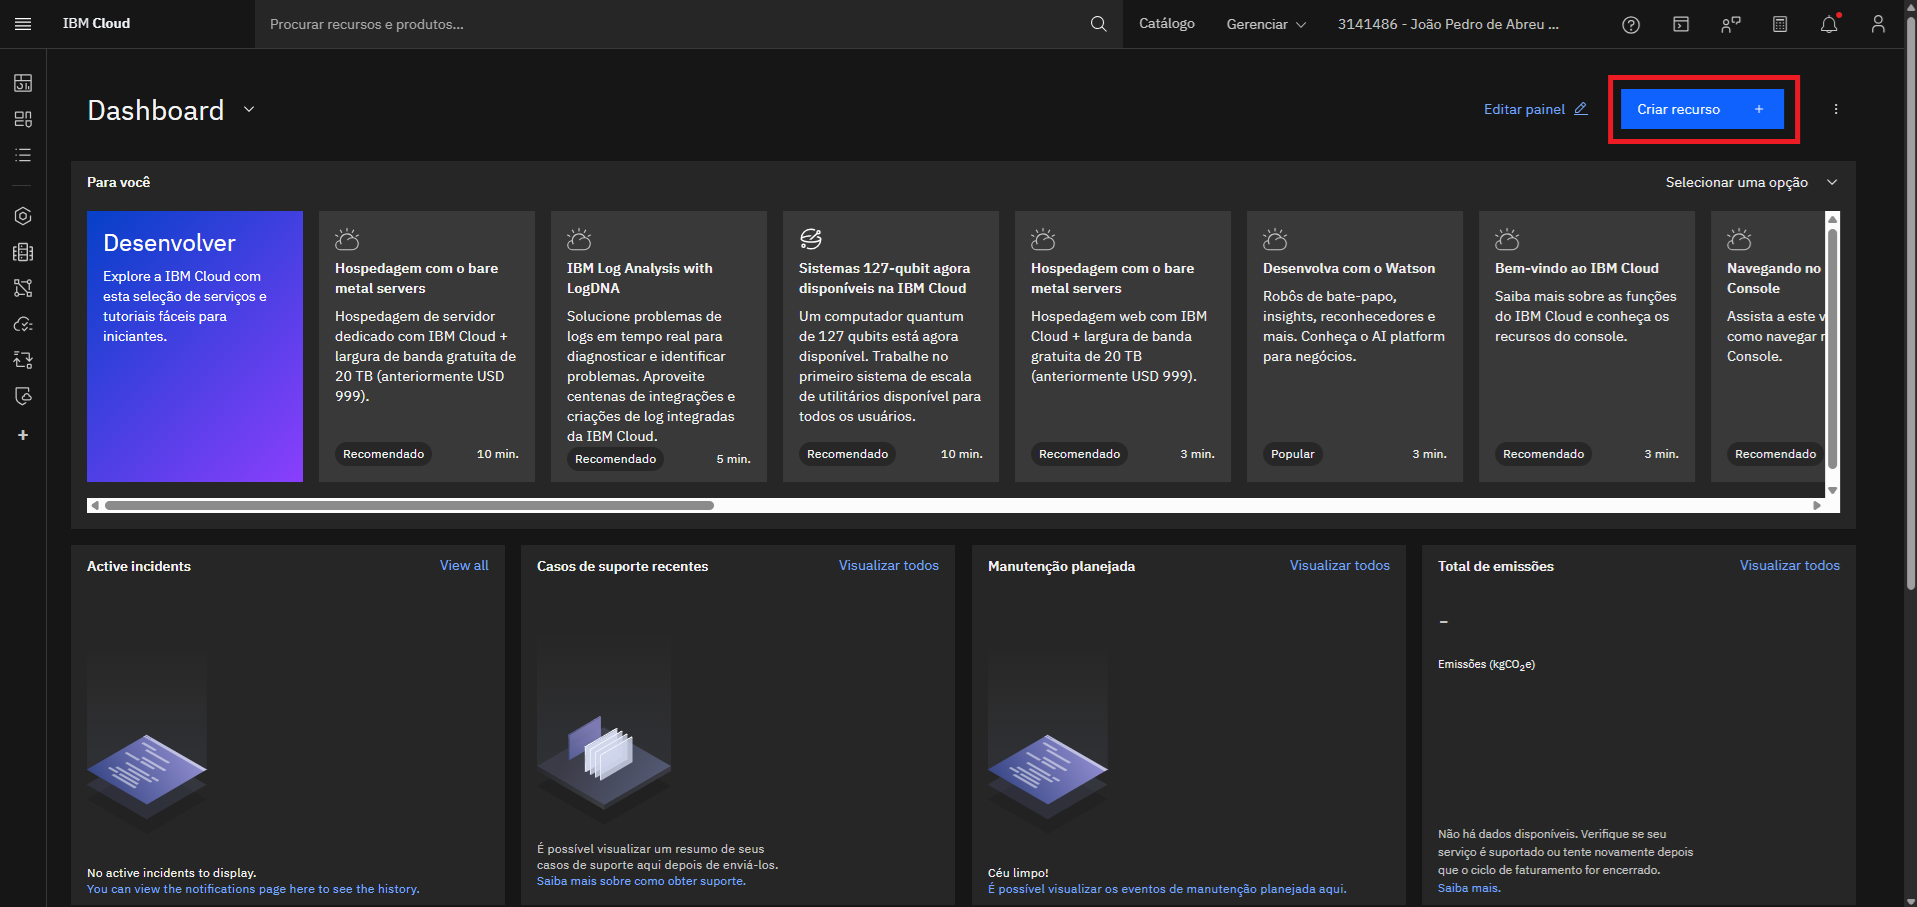 IBM Cloud
Procurar recursos e produtos...
Catálogo
Gerenciar
3141486 - João Pedro de Abreu ...
Dashboard
Editar painel
Criar recurso +
Para você
Selecionar uma opção
Desenvolver
Explore a IBM Cloud com
esta seleção de serviços e
tutoriais fáceis para
iniciantes.
Hospedagem com o bare
metal servers
Hospedagem de servidor
dedicado com IBM Cloud +
largura de banda gratuita de
20 TB (anteriormente USD
999).
Recomendado
10 min.
IBM Log Analysis with
LogDNA
Solucione problemas de
logs em tempo real para
diagnosticar e identificar
problemas. Aproveite
centenas de integrações e
criações de log integradas
da IBM Cloud.
Recomendado
5 min.
Sistemas 127-qubit agora
disponíveis na IBM Cloud
Um computador quantum
de 127 qubits está agora
disponível. Trabalhe no
primeiro sistema de escala
de utilitários disponível para
todos os usuários.
Recomendado
10 min.
Hospedagem com o bare
metal servers
Hospedagem web com IBM
Cloud + largura de banda
gratuita de 20 TB
(anteriormente USD 999).
Recomendado
3 min.
Desenvolva com o Watson
Robôs de bate-papo,
insights, reconhecedores e
mais. Conheça o AI platform
para negócios.
Popular
3 min.
Bem-vindo ao IBM Cloud
Saiba mais sobre as funções
do IBM Cloud e conheça os
recursos do console.
Recomendado
3 min.
Navegando no
Console
Assista a este v
como navegar r
Console.
Recomendado
Active incidents
View all
No active incidents to display.
You can view the notifications page here to see the history.
Casos de suporte recentes
Visualizar todos
É possível visualizar um resumo de seus
casos de suporte aqui depois de enviá-los.
Saiba mais sobre como obter suporte.
Manutenção planejada
Visualizar todos
Céu limpo!
É possível visualizar os eventos de manutenção planejada aqui.
Total de emissões
Visualizar todos
–
Emissões (kgCO₂e)
Não há dados disponíveis. Verifique se seu
serviço é suportado ou tente novamente depois
que o ciclo de faturamento for encerrado.
Saiba mais.